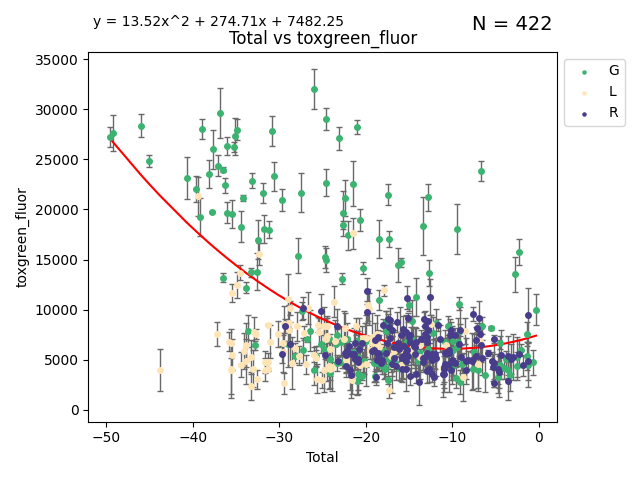 y = 13.52x^2 + 274.71x + 7482.25
N = 422
Total vs toxgreen_fluor
G
L
R
toxgreen_fluor
35000
30000
25000
20000
15000
10000
5000
0
−50
−40
−30
−20
−10
0
Total